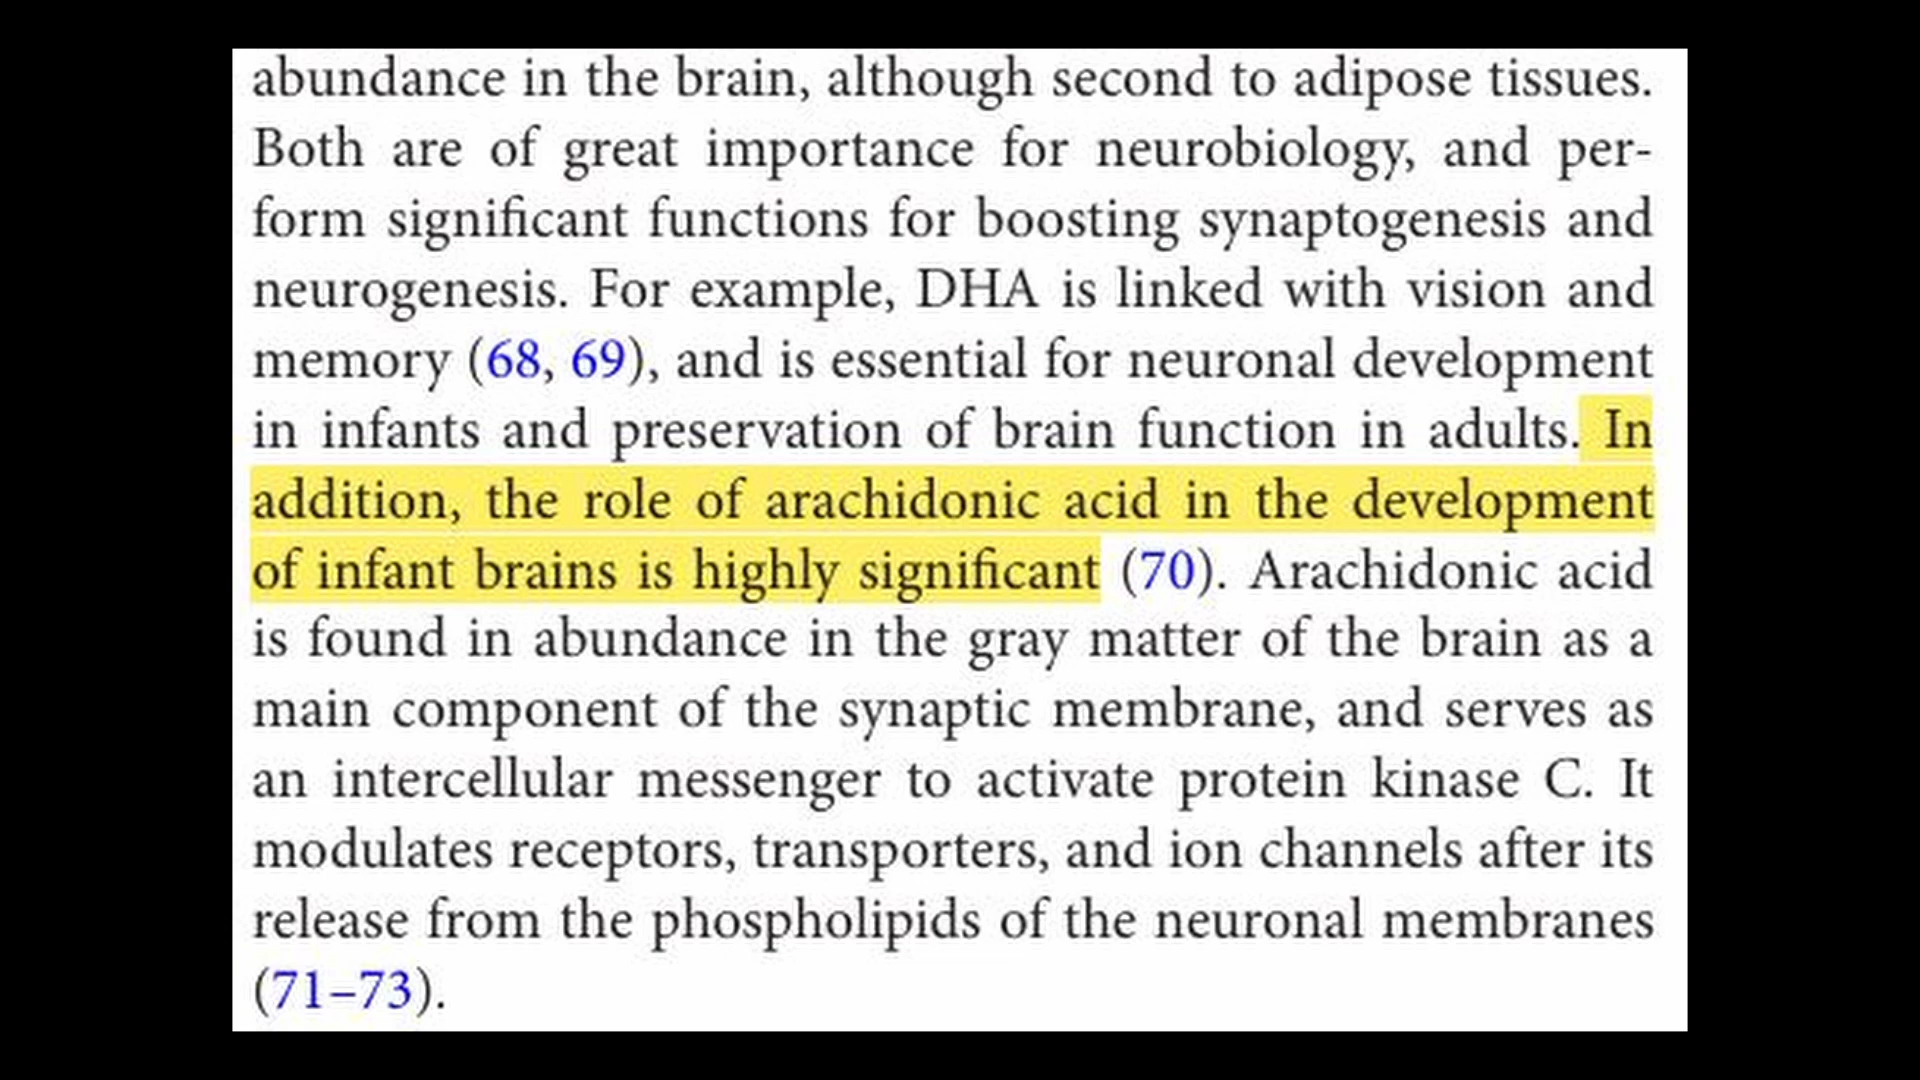 abundance in the brain, although second to adipose tissues.
Both are of great importance for neurobiology, and per-
form significant functions for boosting synaptogenesis and
neurogenesis. For example, DHA is linked with vision and
memory (68, 69), and is essential for neuronal development
in infants and preservation of brain function in adults. In
addition, the role of arachidonic acid in the development
of infant brains is highly significant (70). Arachidonic acid
is found in abundance in the gray matter of the brain as a
main component of the synaptic membrane, and serves as
an intercellular messenger to activate protein kinase C. It
modulates receptors, transporters, and ion channels after its
release from the phospholipids of the neuronal membranes
(71–73).